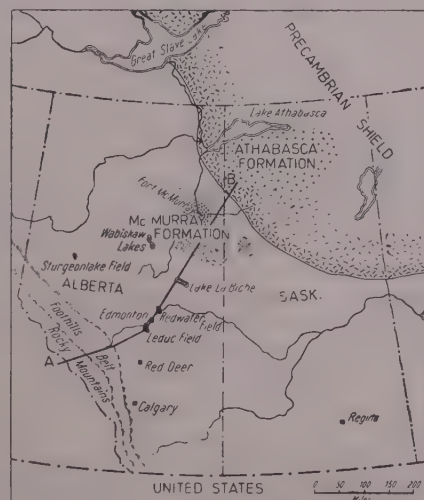 Great Slave Lake
PRECAMBRIAN
SHIELD
Lake Athabasca
ATHABASCA
FORMATION
B
Fort McMurray
Mc MURRAY
FORMATION
Wabiskaw
Lakes
Sturgeonlake Field
ALBERTA
Lake La Biche
SASK.
Edmonton
Redwater
Field
Leduc Field
Foothills
Belt
Rocky
Mountains
A
Red Deer
Calgary
Regina
UNITED STATES
0 50 100 150 200
Miles